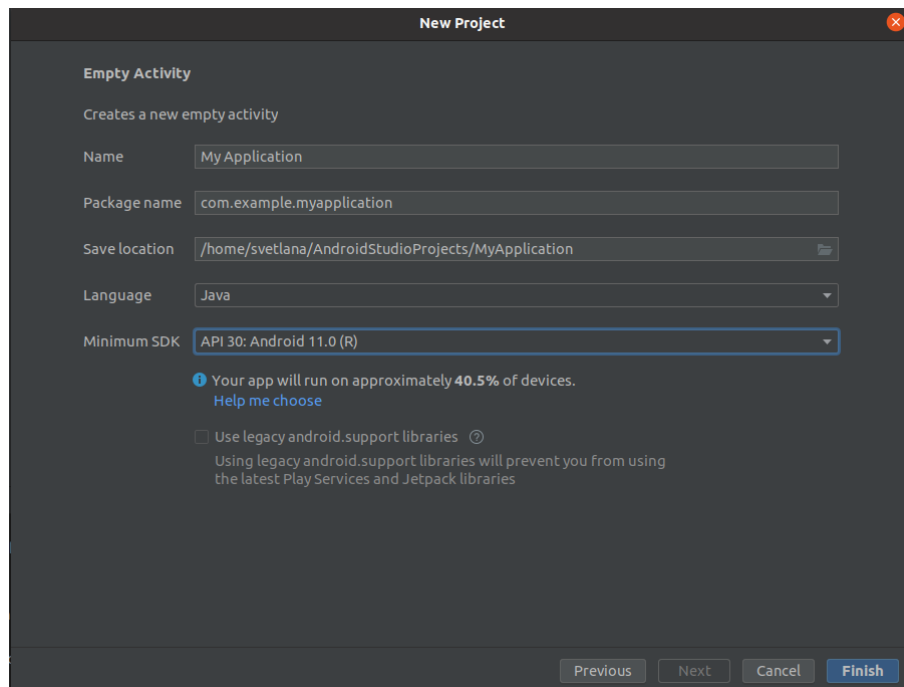 New Project
Empty Activity
Creates a new empty activity
Name My Application
Package name com.example.myapplication
Save location /home/svetlana/AndroidStudioProjects/MyApplication
Language Java
Minimum SDK API 30: Android 11.0 (R)
Your app will run on approximately 40.5% of devices.
Help me choose
Use legacy android.support libraries ?
Using legacy android.support libraries will prevent you from using
the latest Play Services and Jetpack libraries
Previous Next Cancel Finish